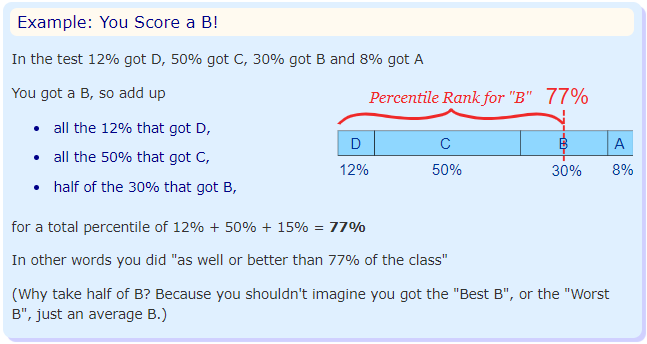 Example: You Score a B!
In the test 12% got D, 50% got C, 30% got B and 8% got A
You got a B, so add up
all the 12% that got D,
all the 50% that got C,
half of the 30% that got B,
Percentile Rank for "B" 77%
D C B A
12% 50% 30% 8%
for a total percentile of 12% + 50% + 15% = 77%
In other words you did "as well or better than 77% of the class"
(Why take half of B? Because you shouldn't imagine you got the "Best B", or the "Worst
B", just an average B.)